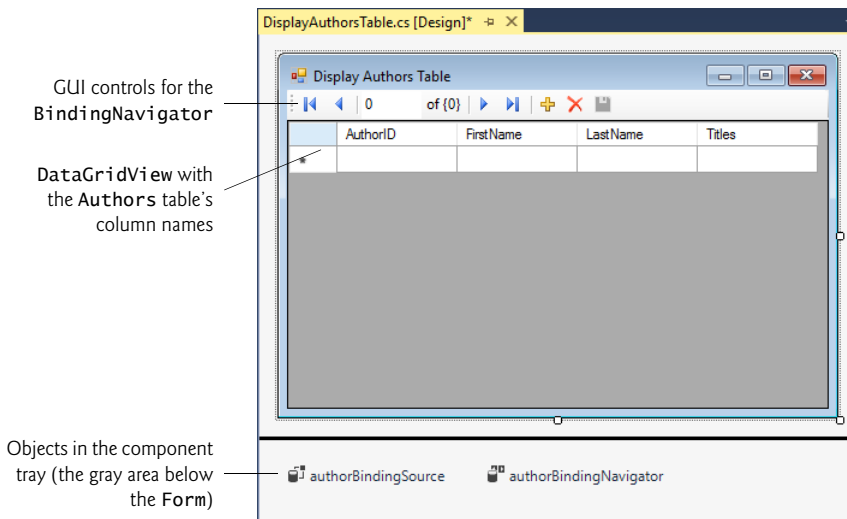 DisplayAuthorsTable.cs [Design]*
Display Authors Table
GUI controls for the
BindingNavigator
0 of {0}
AuthorID FirstName LastName Titles
*
DataGridView with
the Authors table's
column names
Objects in the component
tray (the gray area below
the Form)
authorBindingSource authorBindingNavigator